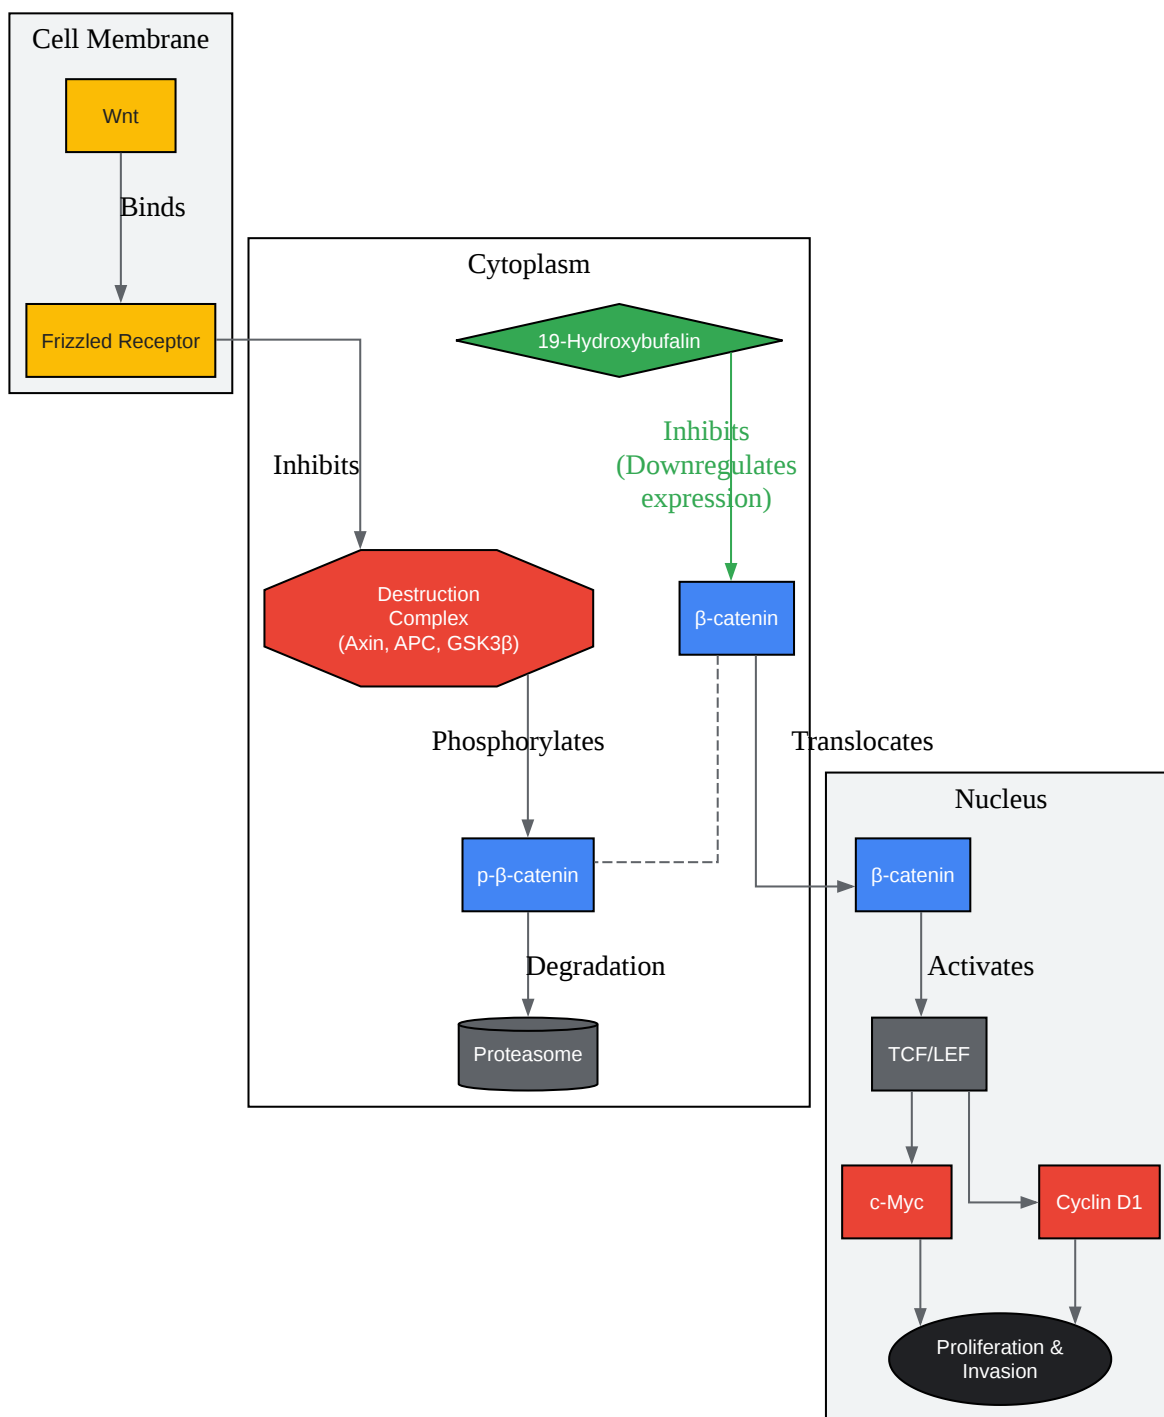 Cell Membrane
Wnt
Binds
Frizzled Receptor
Cytoplasm
19-Hydroxybufalin
Inhibits
Inhibits
(Downregulates
expression)
Destruction
Complex
(Axin, APC, GSK3β)
β-catenin
Phosphorylates
Translocates
p-β-catenin
Degradation
Proteasome
Nucleus
β-catenin
Activates
TCF/LEF
c-Myc
Cyclin D1
Proliferation &
Invasion